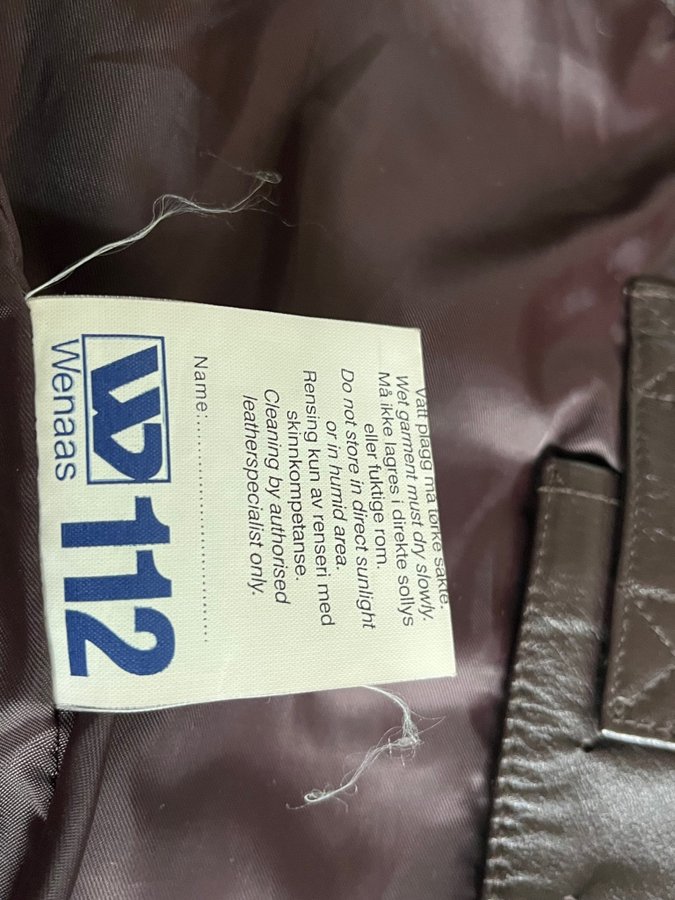 Vått plagg må tørke sakte.
Wet garment must dry slowly.
Må ikke lagres i direkte sollys
eller fuktige rom.
Do not store in direct sunlight
or in humid area.
Rensing kun av renseri med
skinnkompetanse.
Cleaning by authorised
leatherspecialist only.
Name:..................................
W 112
Wenaas